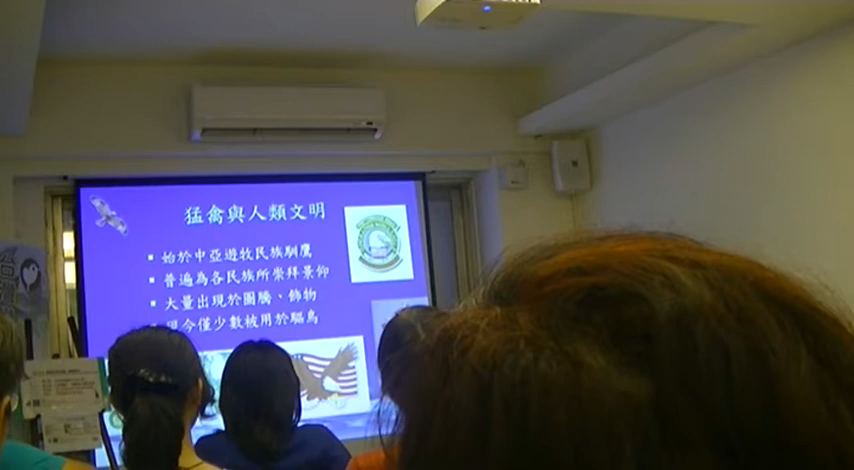 猛禽與人類文明
▪ 始於中亞遊牧民族馴鷹
▪ 普遍為各民族所崇拜景仰
▪ 大量出現於圖騰、飾物
現今僅少數被用於驅鳥